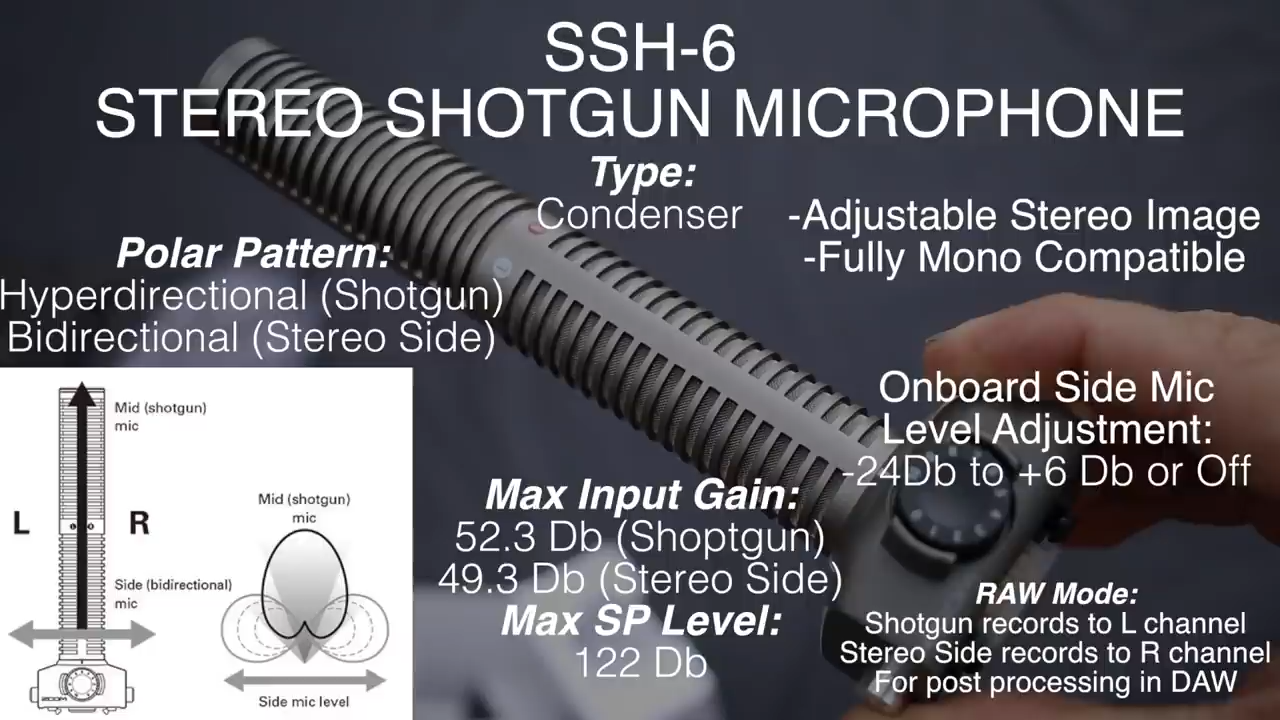 SSH-6
STEREO SHOTGUN MICROPHONE
Type:
Condenser
-Adjustable Stereo Image
-Fully Mono Compatible
Polar Pattern:
Hyperdirectional (Shotgun)
Bidirectional (Stereo Side)
Onboard Side Mic
Level Adjustment:
-24Db to +6 Db or Off
Max Input Gain:
52.3 Db (Shoptgun)
49.3 Db (Stereo Side)
Max SP Level:
122 Db
RAW Mode:
Shotgun records to L channel
Stereo Side records to R channel
For post processing in DAW
Mid (shotgun)
mic
L
R
Side (bidirectional)
mic
ZOOM
Mid (shotgun)
mic
Side mic level